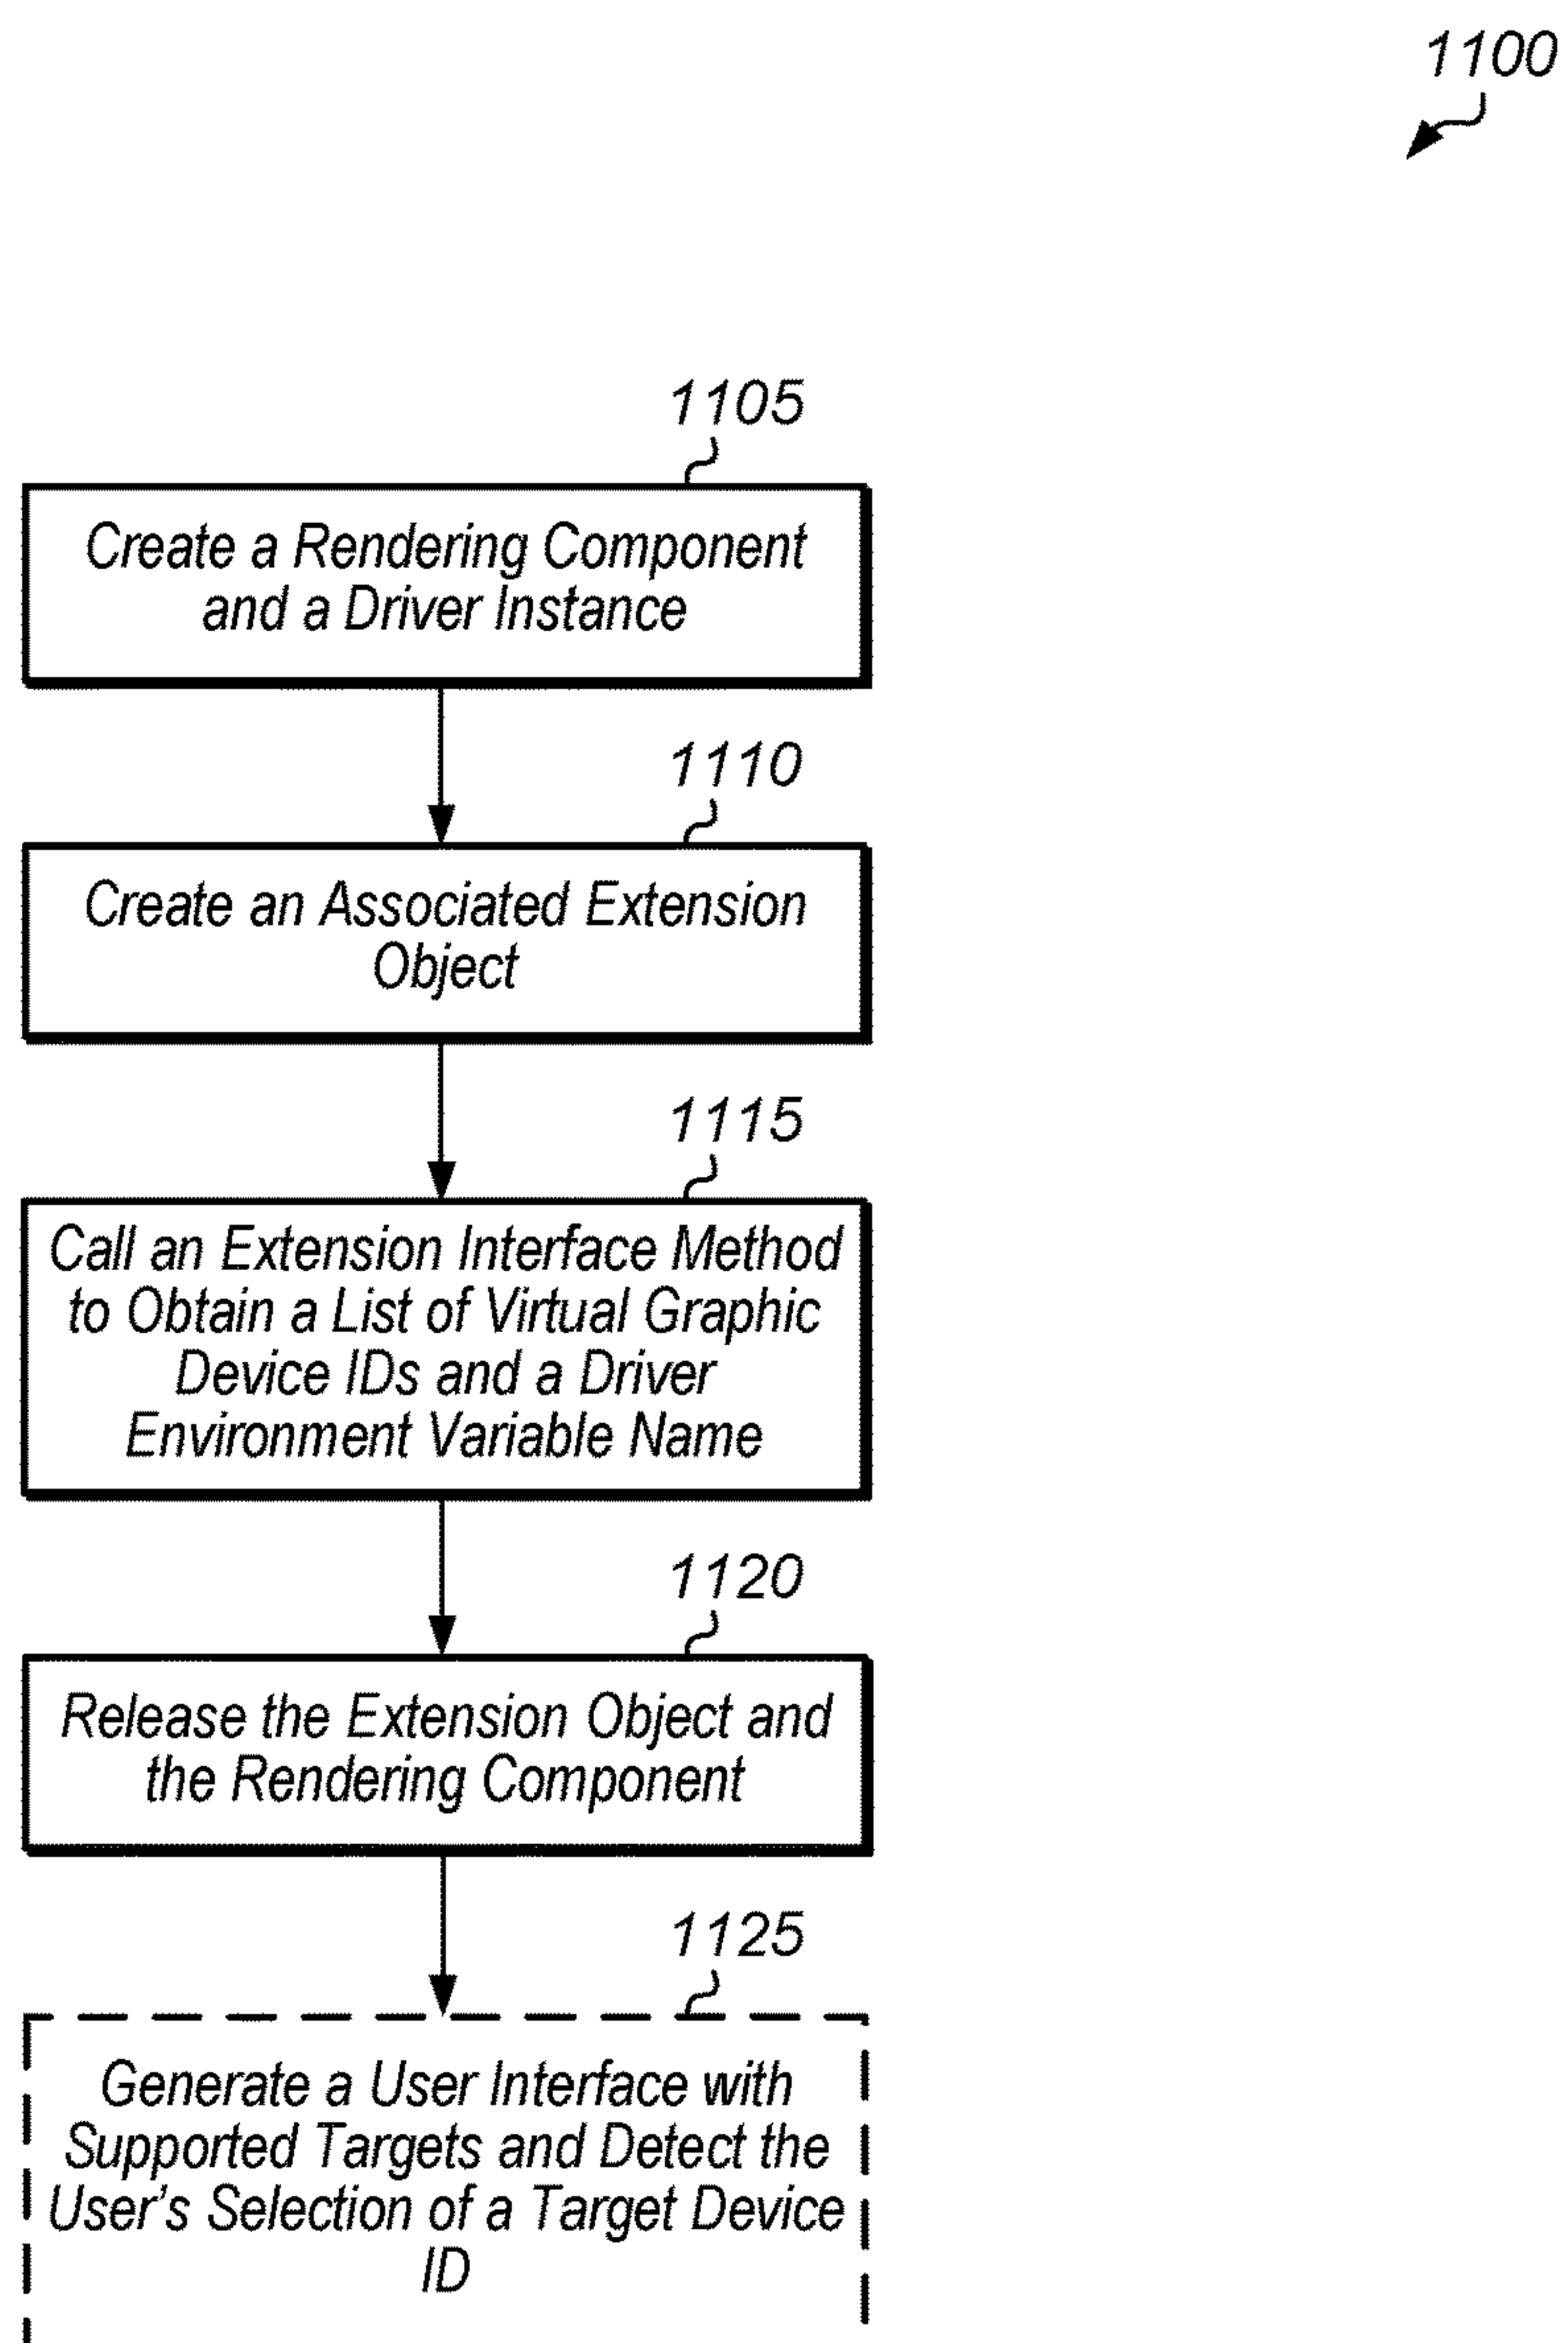 1100
1105
Create a Rendering Component
and a Driver Instance
1110
Create an Associated Extension
Object
1115
Call an Extension Interface Method
to Obtain a List of Virtual Graphic
Device IDs and a Driver
Environment Variable Name
1120
Release the Extension Object and
the Rendering Component
1125
Generate a User Interface with
Supported Targets and Detect the
User's Selection of a Target Device
ID